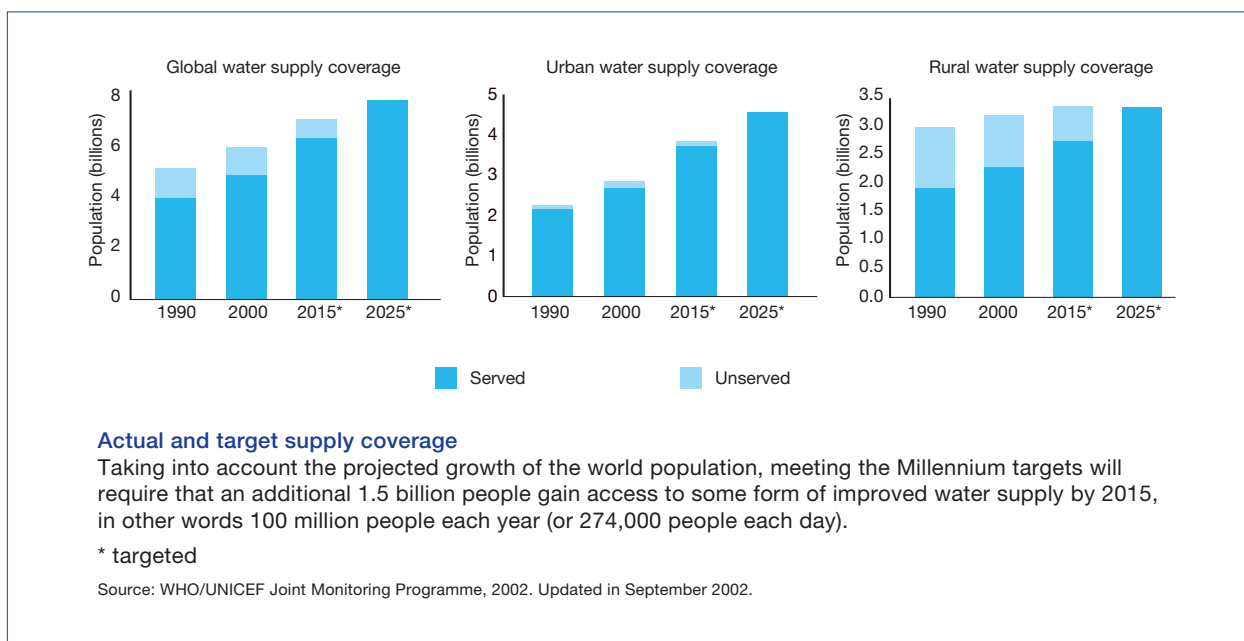 Global water supply coverage
Population (billions)
8
6
4
2
0
1990 2000 2015* 2025*
Urban water supply coverage
Population (billions)
5
4
3
2
1
0
1990 2000 2015* 2025*
Rural water supply coverage
Population (billions)
3.5
3.0
2.5
2.0
1.5
1.0
0.5
0.0
1990 2000 2015* 2025*
Served Unserved
Actual and target supply coverage
Taking into account the projected growth of the world population, meeting the Millennium targets will
require that an additional 1.5 billion people gain access to some form of improved water supply by 2015,
in other words 100 million people each year (or 274,000 people each day).
* targeted
Source: WHO/UNICEF Joint Monitoring Programme, 2002. Updated in September 2002.